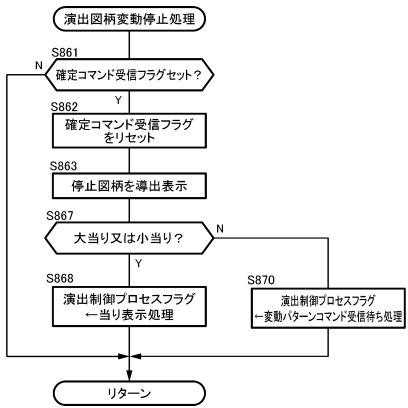 演出図柄変動停止処理
S861
確定コマンド受信フラグセット？
N
Y
S862
確定コマンド受信フラグ
をリセット
S863
停止図柄を導出表示
S867
大当り又は小当り？
N
Y
S868
演出制御プロセスフラグ
←当り表示処理
S870
演出制御プロセスフラグ
←変動パターンコマンド受信待ち処理
リターン